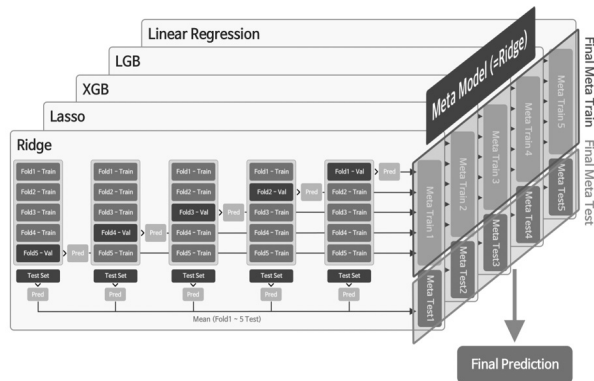 Linear Regression
LGB
XGB
Lasso
Ridge
Meta Model (=Ridge)
Final Meta Train
Final Meta Test
Fold1 - Train
Fold2 - Train
Fold3 - Train
Fold4 - Train
Fold5 - Val
Pred
Test Set
Pred
Fold1 - Train
Fold2 - Train
Fold3 - Train
Fold4 - Val
Pred
Fold5 - Train
Test Set
Pred
Fold1 - Train
Fold2 - Train
Fold3 - Val
Pred
Fold4 - Train
Fold5 - Train
Test Set
Pred
Fold1 - Train
Fold2 - Val
Pred
Fold3 - Train
Fold4 - Train
Fold5 - Train
Test Set
Pred
Fold1 - Val
Pred
Fold2 - Train
Fold3 - Train
Fold4 - Train
Fold5 - Train
Test Set
Pred
Mean (Fold1 - 5 Test)
Meta Train 1
Meta Train 2
Meta Train 3
Meta Train 4
Meta Train 5
Meta Test1
Meta Test2
Meta Test3
Meta Test4
Meta Test5
Final Prediction